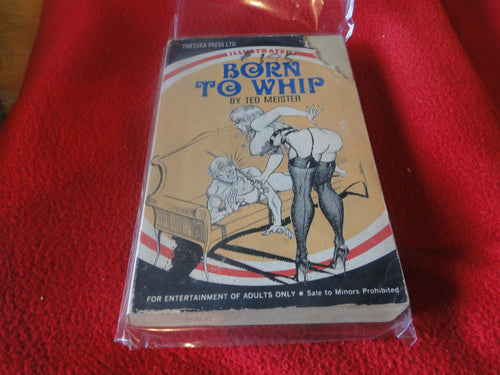 TORTURA PRESS LTD
ILLUSTRATED
BORN
TO WHIP
BY TED MEISTER
FOR ENTERTAINMENT OF ADULTS ONLY ● Sale to Minors Prohibited